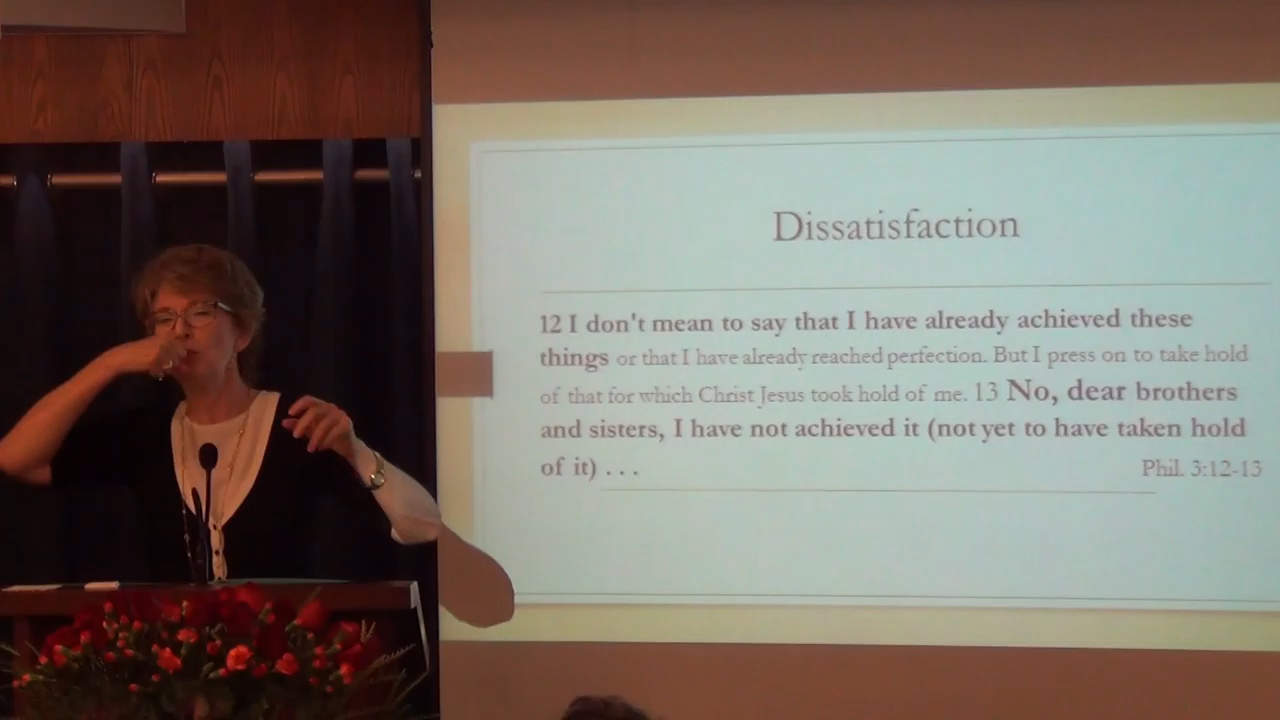 Dissatisfaction
12 I don't mean to say that I have already achieved these
things or that I have already reached perfection. But I press on to take hold
of that for which Christ Jesus took hold of me. 13 No, dear brothers
and sisters, I have not achieved it (not yet to have taken hold
of it) . . . Phil. 3:12-13